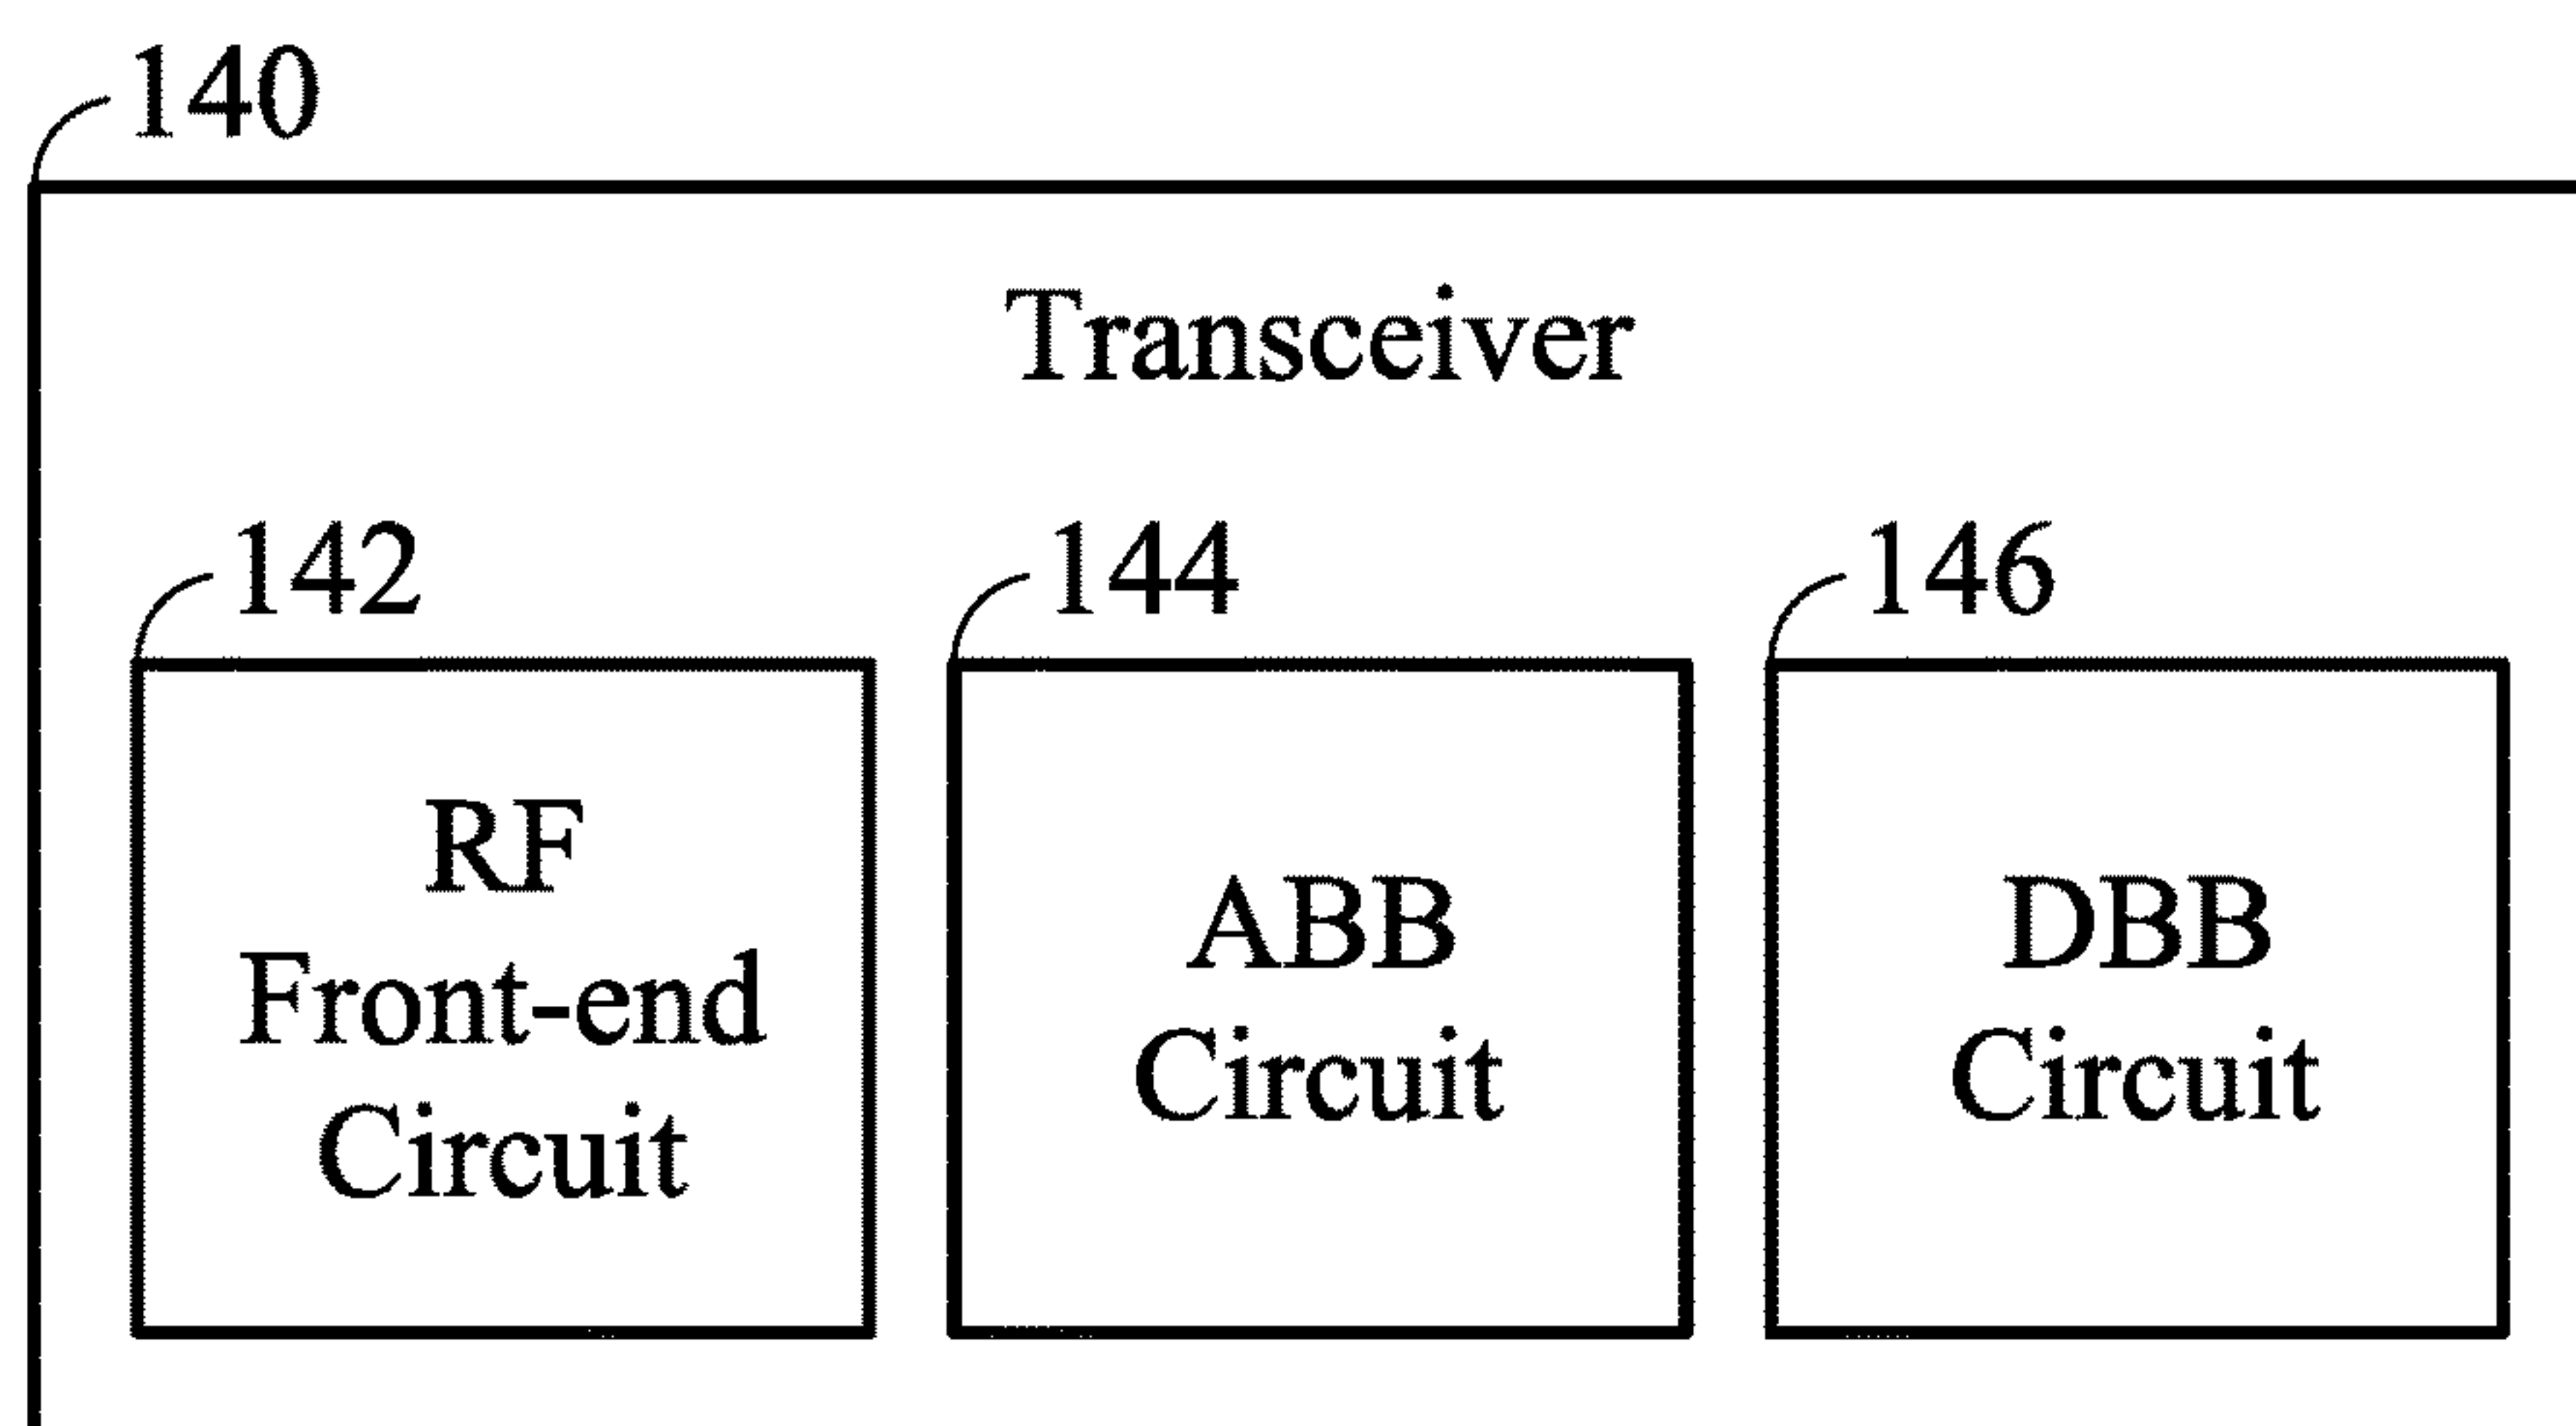 140
Transceiver
142
144
146
RF
Front-end
Circuit
ABB
Circuit
DBB
Circuit